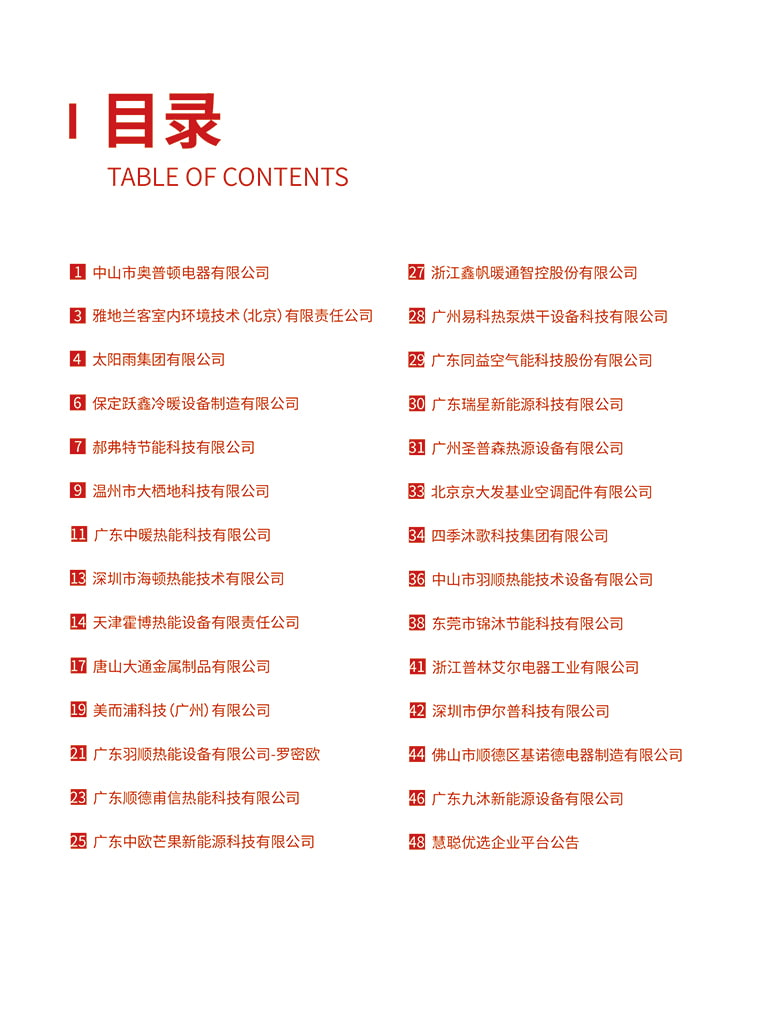 目录
TABLE OF CONTENTS
1 中山市奥普顿电器有限公司
3 雅地兰客室内环境技术(北京)有限责任公司
4 太阳雨集团有限公司
6 保定跃鑫冷暖设备制造有限公司
7 郝弗特节能科技有限公司
9 温州市大栖地科技有限公司
11 广东中暖热能科技有限公司
13 深圳市海顿热能技术有限公司
14 天津霍博热能设备有限责任公司
17 唐山大通金属制品有限公司
19 美而浦科技(广州)有限公司
21 广东羽顺热能设备有限公司-罗密欧
23 广东顺德甫信热能科技有限公司
25 广东中欧芒果新能源科技有限公司
27 浙江鑫帆暖通智控股份有限公司
28 广州易科热泵烘干设备科技有限公司
29 广东同益空气能科技股份有限公司
30 广东瑞星新能源科技有限公司
31 广州圣普森热源设备有限公司
33 北京京大发基业空调配件有限公司
34 四季沐歌科技集团有限公司
36 中山市羽顺热能技术设备有限公司
38 东莞市锦沐节能科技有限公司
41 浙江普林艾尔电器工业有限公司
42 深圳市伊尔普科技有限公司
44 佛山市顺德区基诺德电器制造有限公司
46 广东九沐新能源设备有限公司
48 慧聪优选企业平台公告